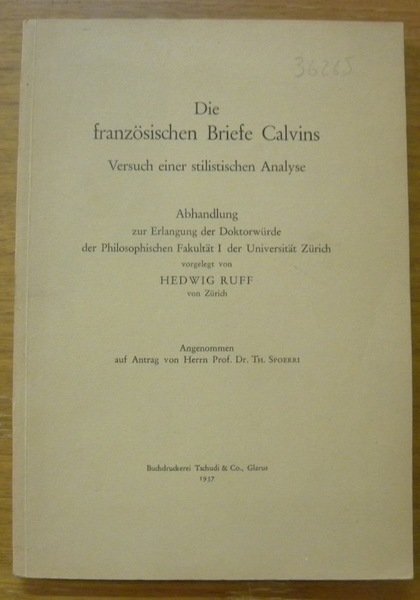 36265
Die
französischen Briefe Calvins
Versuch einer stilistischen Analyse
Abhandlung
zur Erlangung der Doktorwürde
der Philosophischen Fakultät I der Universität Zürich
vorgelegt von
HEDWIG RUFF
von Zürich
Angenommen
auf Antrag von Herrn Prof. Dr. TH. SPOERRI
Buchdruckerei Tschudi & Co., Glarus
1937